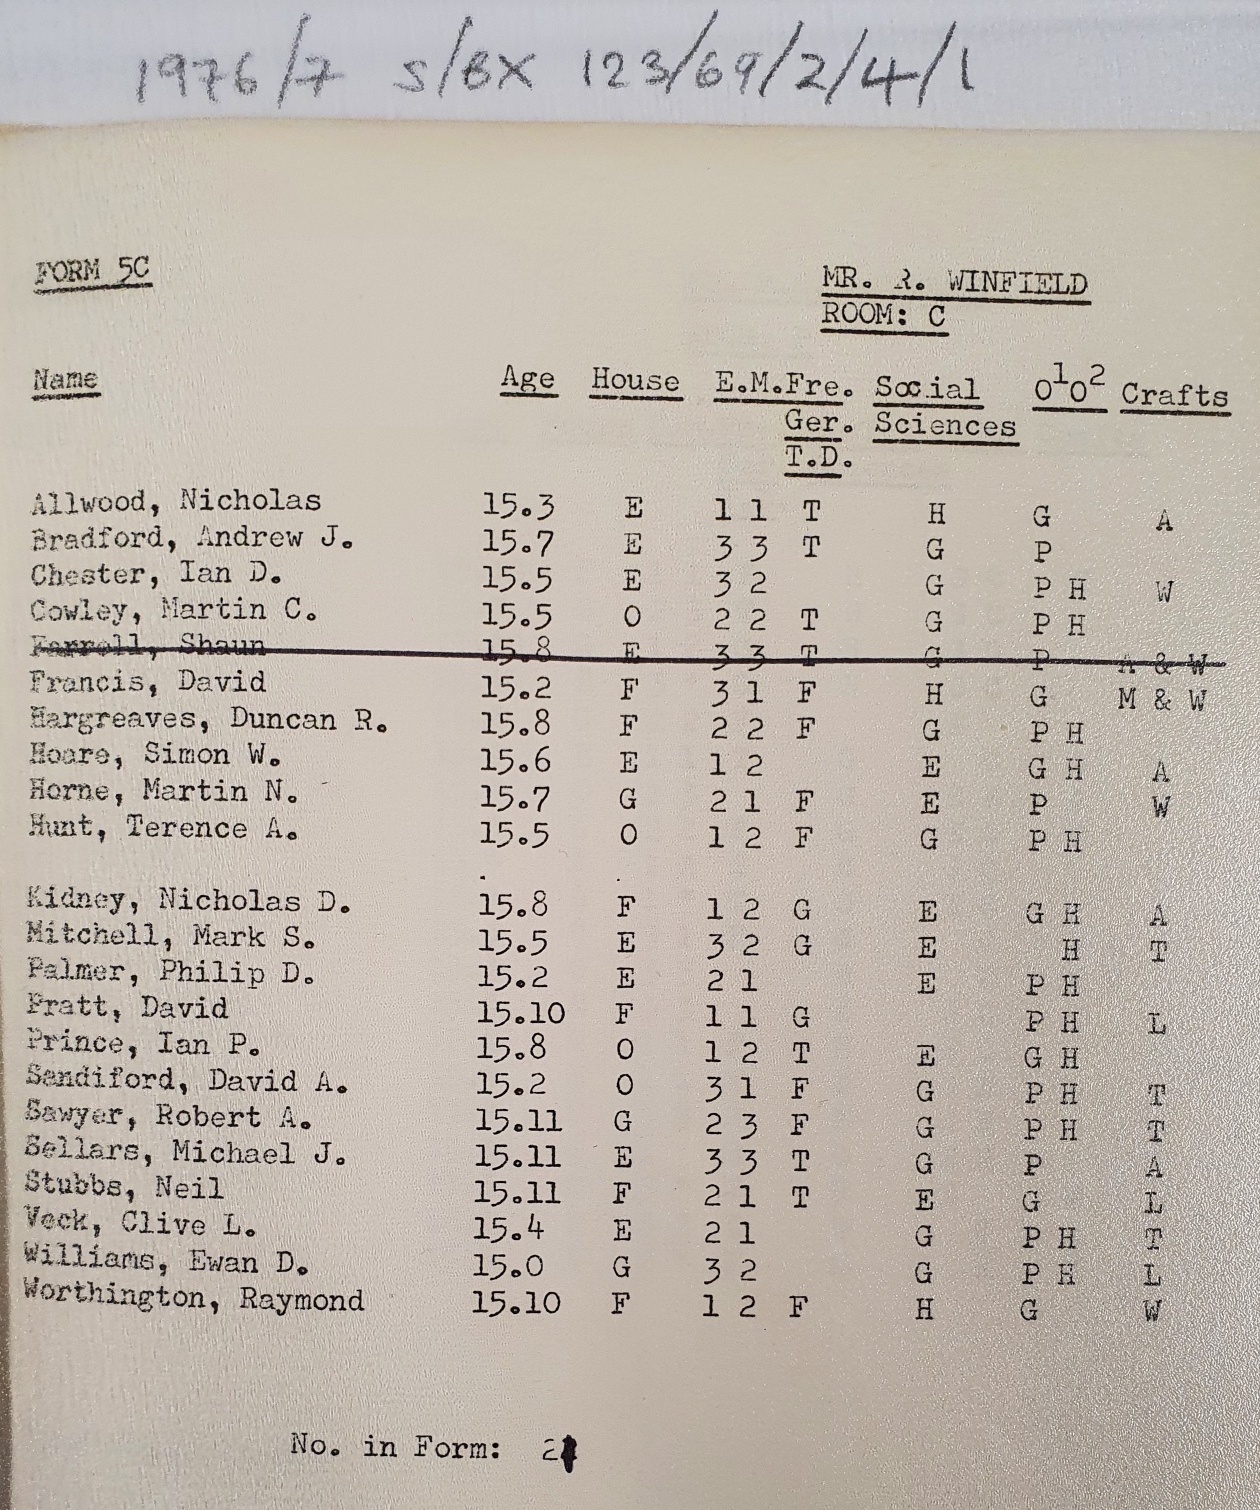 1976/7 S/BX 123/69/2/4/1
FORM 5C
MR. R. WINFIELD
ROOM: C
Name Age House E.M.Fre. Social O¹O² Crafts
Ger. Sciences
T.D.
Allwood, Nicholas 15.3 E 1 1 T H G A
Bradford, Andrew J. 15.7 E 3 3 T G P
Chester, Ian D. 15.5 E 3 2 G P H W
Cowley, Martin C. 15.5 O 2 2 T G P H
Farrell, Shaun 15.8 E 3 3 T G P A & W
Francis, David 15.2 F 3 1 F H G M & W
Hargreaves, Duncan R. 15.8 F 2 2 F G P H
Hoare, Simon W. 15.6 E 1 2 E G H A
Horne, Martin N. 15.7 G 2 1 F E P W
Hunt, Terence A. 15.5 O 1 2 F G P H
Kidney, Nicholas D. 15.8 F 1 2 G E G H A
Mitchell, Mark S. 15.5 E 3 2 G E H T
Palmer, Philip D. 15.2 E 2 1 E P H
Pratt, David 15.10 F 1 1 G P H L
Prince, Ian P. 15.8 O 1 2 T E G H
Sandiford, David A. 15.2 O 3 1 F G P H T
Sawyer, Robert A. 15.11 G 2 3 F G P H T
Sellars, Michael J. 15.11 E 3 3 T G P A
Stubbs, Neil 15.11 F 2 1 T E G L
Veck, Clive L. 15.4 E 2 1 G P H T
Williams, Ewan D. 15.0 G 3 2 G P H L
Worthington, Raymond 15.10 F 1 2 F H G W
No. in Form: 21